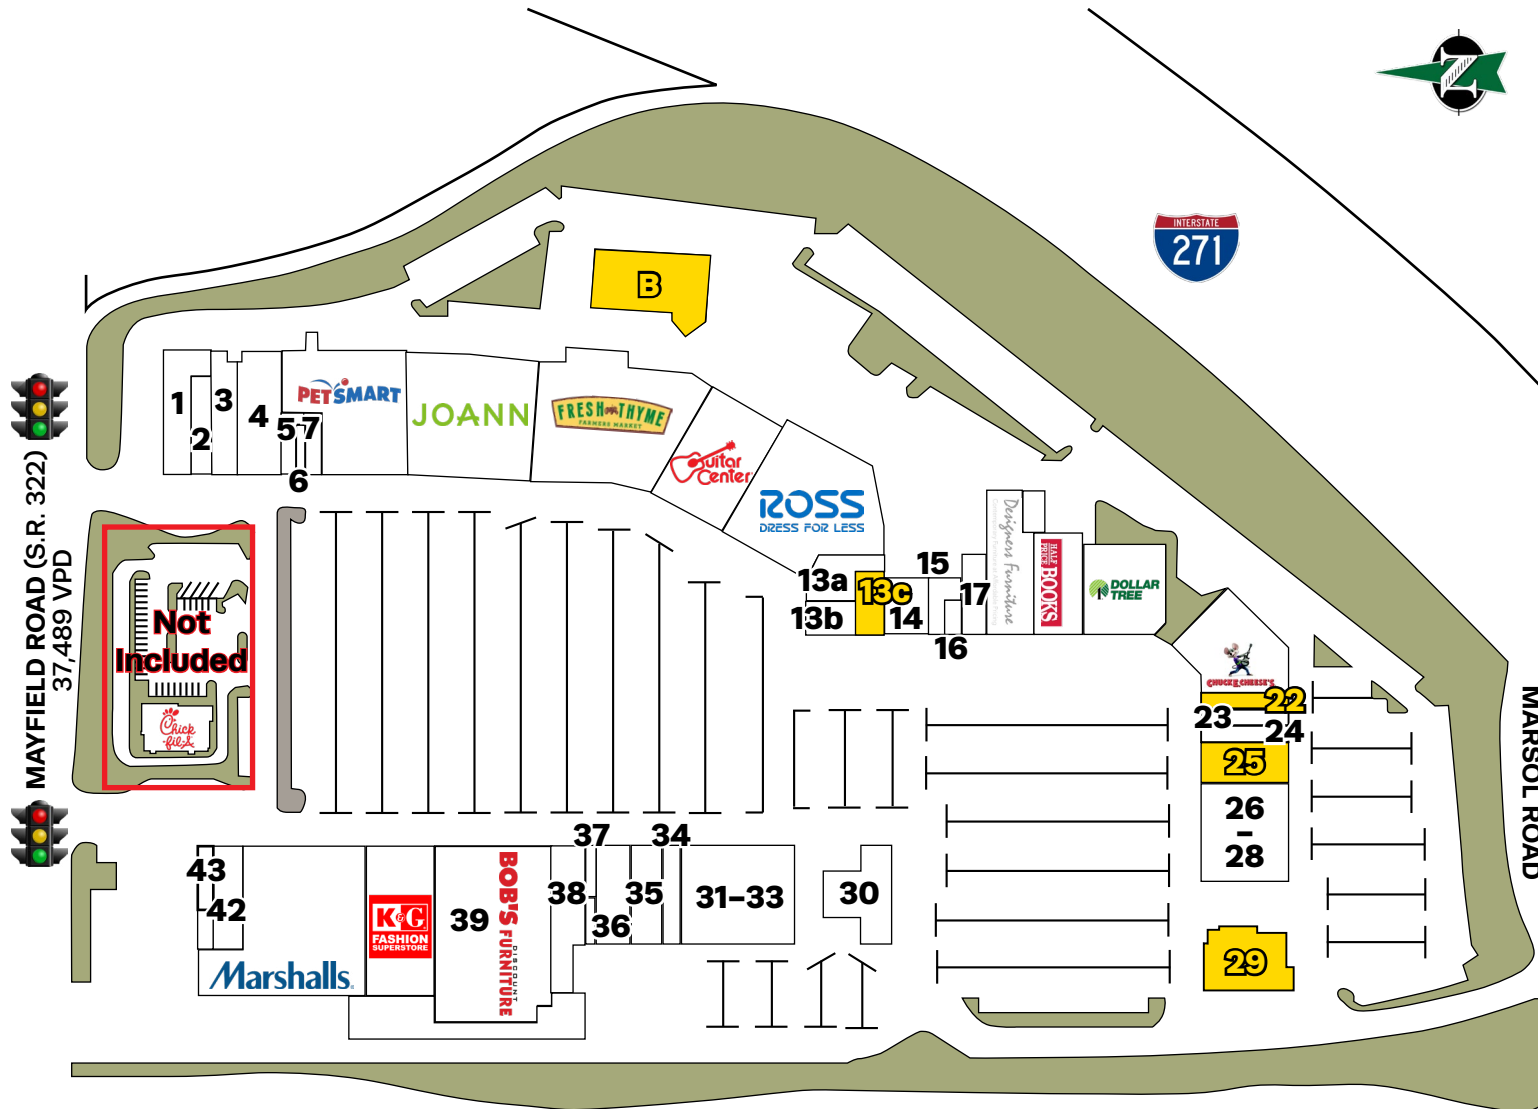 N
INTERSTATE
271
B
1
2
3
4
5
7
6
PETSMART
JOANN
FRESH THYME
FARMERS MARKET
Guitar
Center
ROSS
DRESS FOR LESS
MAYFIELD ROAD (S.R. 322)
37,489 VPD
Not
Included
Chick
-fil-A
13a
13b
13c
14
15
16
17
Designers Furniture
HALF
PRICE
BOOKS
DOLLAR
TREE
CHUCK E. CHEESE'S
22
23
24
25
26
–
28
29
MARSOL ROAD
43
42
Marshalls
K&G
FASHION
SUPERSTORE
39
BOB'S
DISCOUNT
FURNITURE
38
37
36
35
34
31–33
30